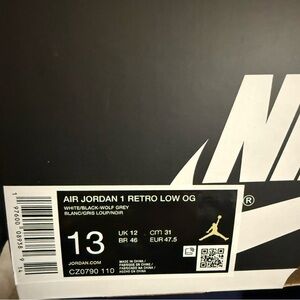 NI
®
AIR JORDAN 1 RETRO LOW OG
WHITE/BLACK-WOLF GREY
BLANC/GRIS LOUP/NOIR
13
UK 12 CM 31
BR 46 EUR 47.5
JORDAN.COM
CZ0790 110
MADE IN CHINA/